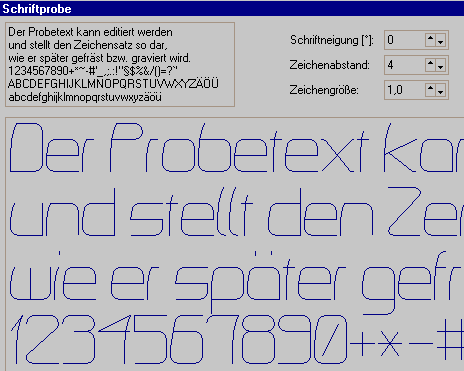 Schriftprobe
Der Probetext kann editiert werden
und stellt den Zeichensatz so dar,
wie er später gefräst bzw. graviert wird.
1234567890+*~-#'_.;,:!"§$%&/()=?"
ABCDEFGHIJKLMNOPQRSTUVWXYZÄÖÜ
abcdefghijklmnopqrstuvwxyzäöü
Schriftneigung [°]: 0
Zeichenabstand: 4
Zeichengröße: 1,0
Der Probetext kan
und stellt den Zei
wie er später gefr
1234567890+*-#